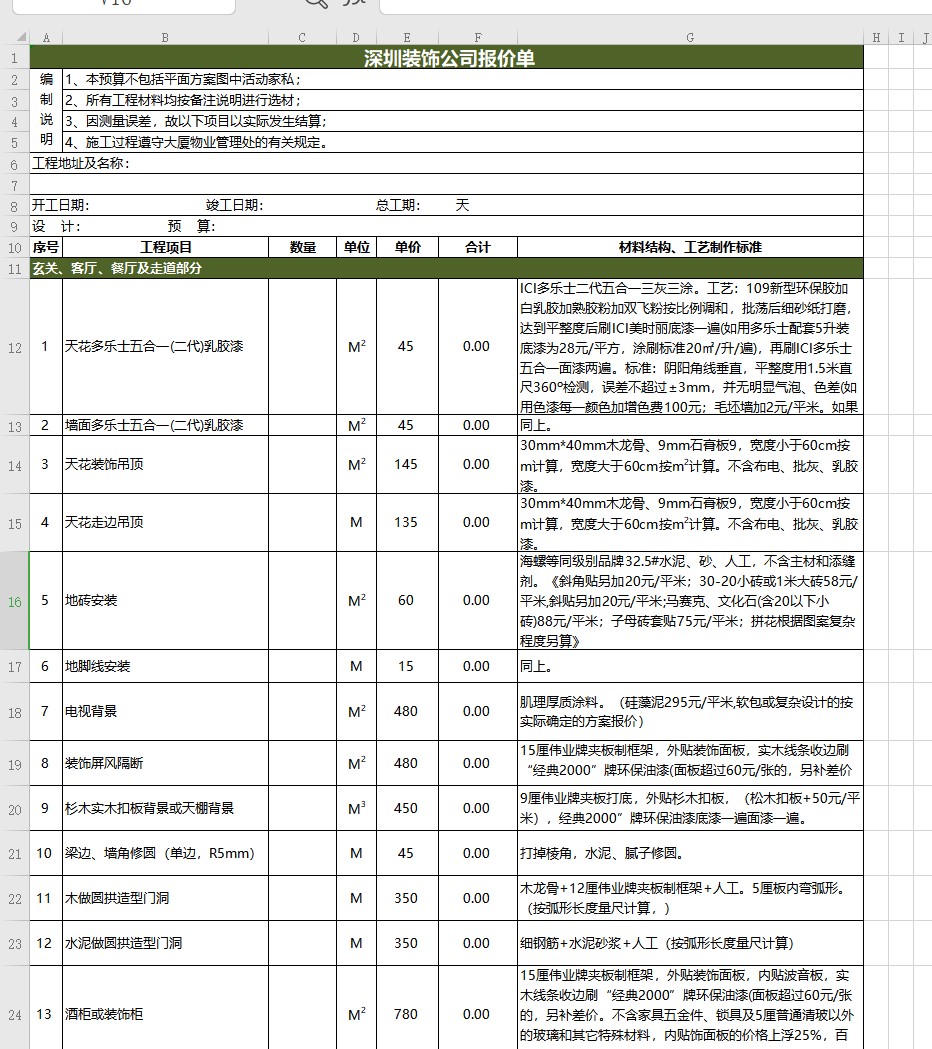 V16
A B C D E F G H I J
1 深圳装饰公司报价单
2 编 1、本预算不包括平面方案图中活动家私；
3 制 2、所有工程材料均按备注说明进行选材；
4 说 3、因测量误差，故以下项目以实际发生结算；
5 明 4、施工过程遵守大厦物业管理处的有关规定。
6 工程地址及名称：
7
8 开工日期： 竣工日期： 总工期： 天
9 设 计： 预 算：
10 序号 工程项目 数量 单位 单价 合计 材料结构、工艺制作标准
11 玄关、客厅、餐厅及走道部分
12 1 天花多乐士五合一(二代)乳胶漆 M² 45 0.00
ICI多乐士二代五合一三灰三涂。工艺：109新型环保胶加
白乳胶加熟胶粉加双飞粉按比例调和，批荡后细砂纸打磨，
达到平整度后刷ICI美时丽底漆一遍(如用多乐士配套5升装
底漆为28元/平方，涂刷标准20㎡/升/遍)，再刷ICI多乐士
五合一面漆两遍。标准：阴阳角线垂直，平整度用1.5米直
尺360°检测，误差不超过±3mm，并无明显气泡、色差(如
用色漆每一颜色加增色费100元；毛坯墙加2元/平米。如果
13 2 墙面多乐士五合一(二代)乳胶漆 M² 45 0.00 同上。
14 3 天花装饰吊顶 M² 145 0.00
30mm*40mm木龙骨、9mm石膏板9，宽度小于60cm按
m计算，宽度大于60cm按m²计算。不含布电、批灰、乳胶
漆。
15 4 天花走边吊顶 M 135 0.00
30mm*40mm木龙骨、9mm石膏板9，宽度小于60cm按
m计算，宽度大于60cm按m²计算。不含布电、批灰、乳胶
漆。
16 5 地砖安装 M² 60 0.00
海螺等同级别品牌32.5#水泥、砂、人工，不含主材和添缝
剂。《斜角贴另加20元/平米；30-20小砖或1米大砖58元/
平米,斜贴另加20元/平米;马赛克、文化石(含20以下小
砖)88元/平米；子母砖套贴75元/平米；拼花根据图案复杂
程度另算》
17 6 地脚线安装 M 15 0.00 同上。
18 7 电视背景 M² 480 0.00
肌理厚质涂料。（硅藻泥295元/平米,软包或复杂设计的按
实际确定的方案报价）
19 8 装饰屏风隔断 M² 480 0.00
15厘伟业牌夹板制框架，外贴装饰面板，实木线条收边刷
“经典2000”牌环保油漆(面板超过60元/张的，另补差价
20 9 杉木实木扣板背景或天棚背景 M³ 450 0.00
9厘伟业牌夹板打底，外贴杉木扣板，（松木扣板+50元/平
米），经典2000”牌环保油漆底漆一遍面漆一遍。
21 10 梁边、墙角修圆（单边，R5mm） M 45 0.00 打掉棱角，水泥、腻子修圆。
22 11 木做圆拱造型门洞 M 350 0.00
木龙骨+12厘伟业牌夹板制框架+人工。5厘板内弯弧形。
（按弧形长度量尺计算，）
23 12 水泥做圆拱造型门洞 M 350 0.00 细钢筋+水泥砂浆+人工（按弧形长度量尺计算）
24 13 酒柜或装饰柜 M² 780 0.00
15厘伟业牌夹板制框架，外贴装饰面板，内贴波音板，实
木线条收边刷“经典2000”牌环保油漆(面板超过60元/张
的，另补差价。不含家具五金件、锁具及5厘普通清玻以外
的玻璃和其它特殊材料，内贴饰面板的价格上浮25%，百